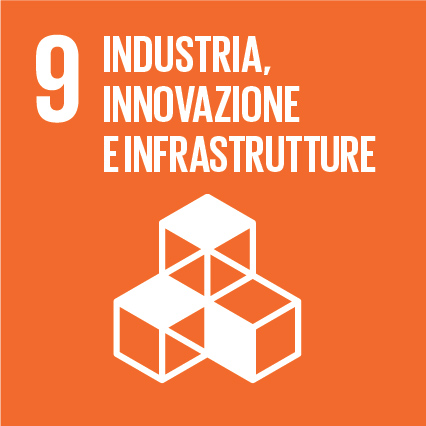 9
INDUSTRIA,
INNOVAZIONE
E INFRASTRUTTURE